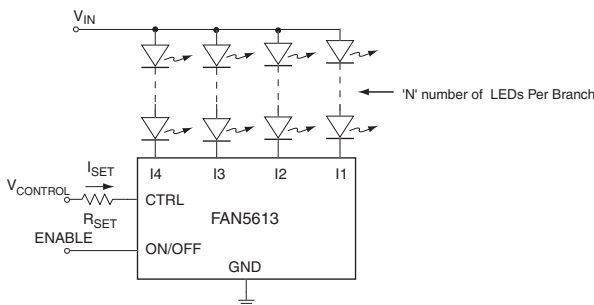 V_IN
'N' number of LEDs Per Branch
I4 I3 I2 I1
I_SET
V_CONTROL
CTRL
R_SET
FAN5613
ENABLE
ON/OFF
GND